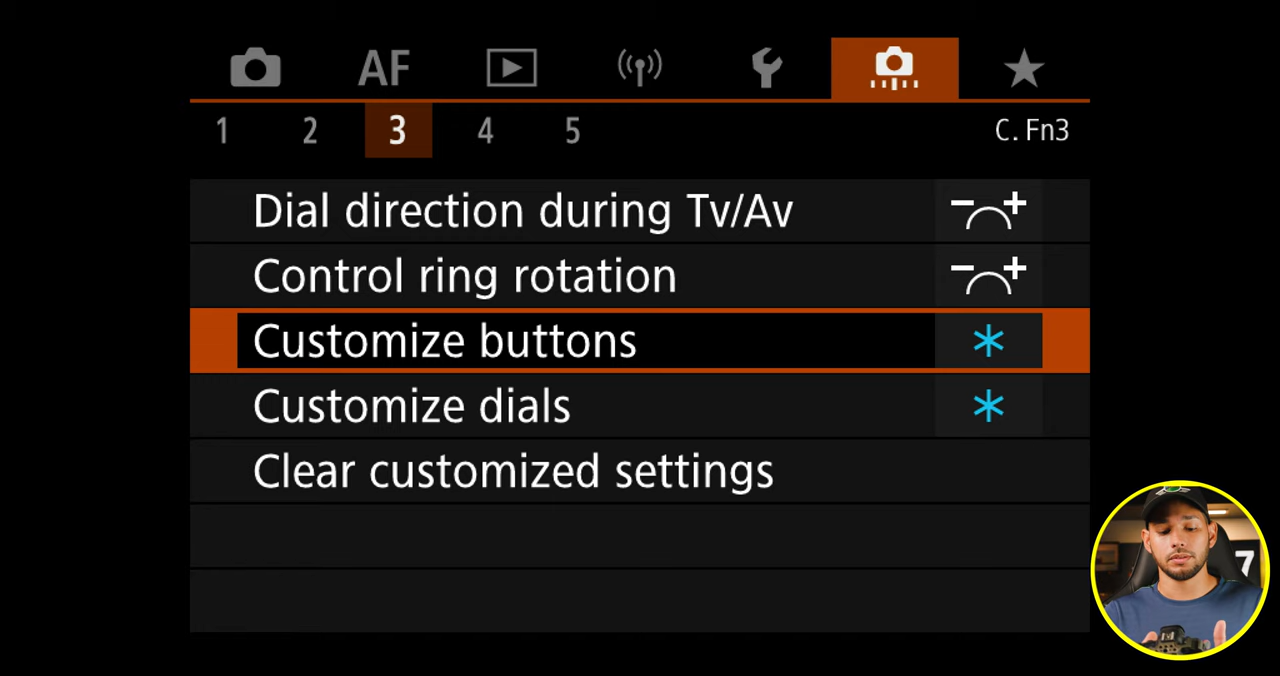 AF
1 2 3 4 5 C.Fn3
Dial direction during Tv/Av
Control ring rotation
Customize buttons
Customize dials
Clear customized settings
7